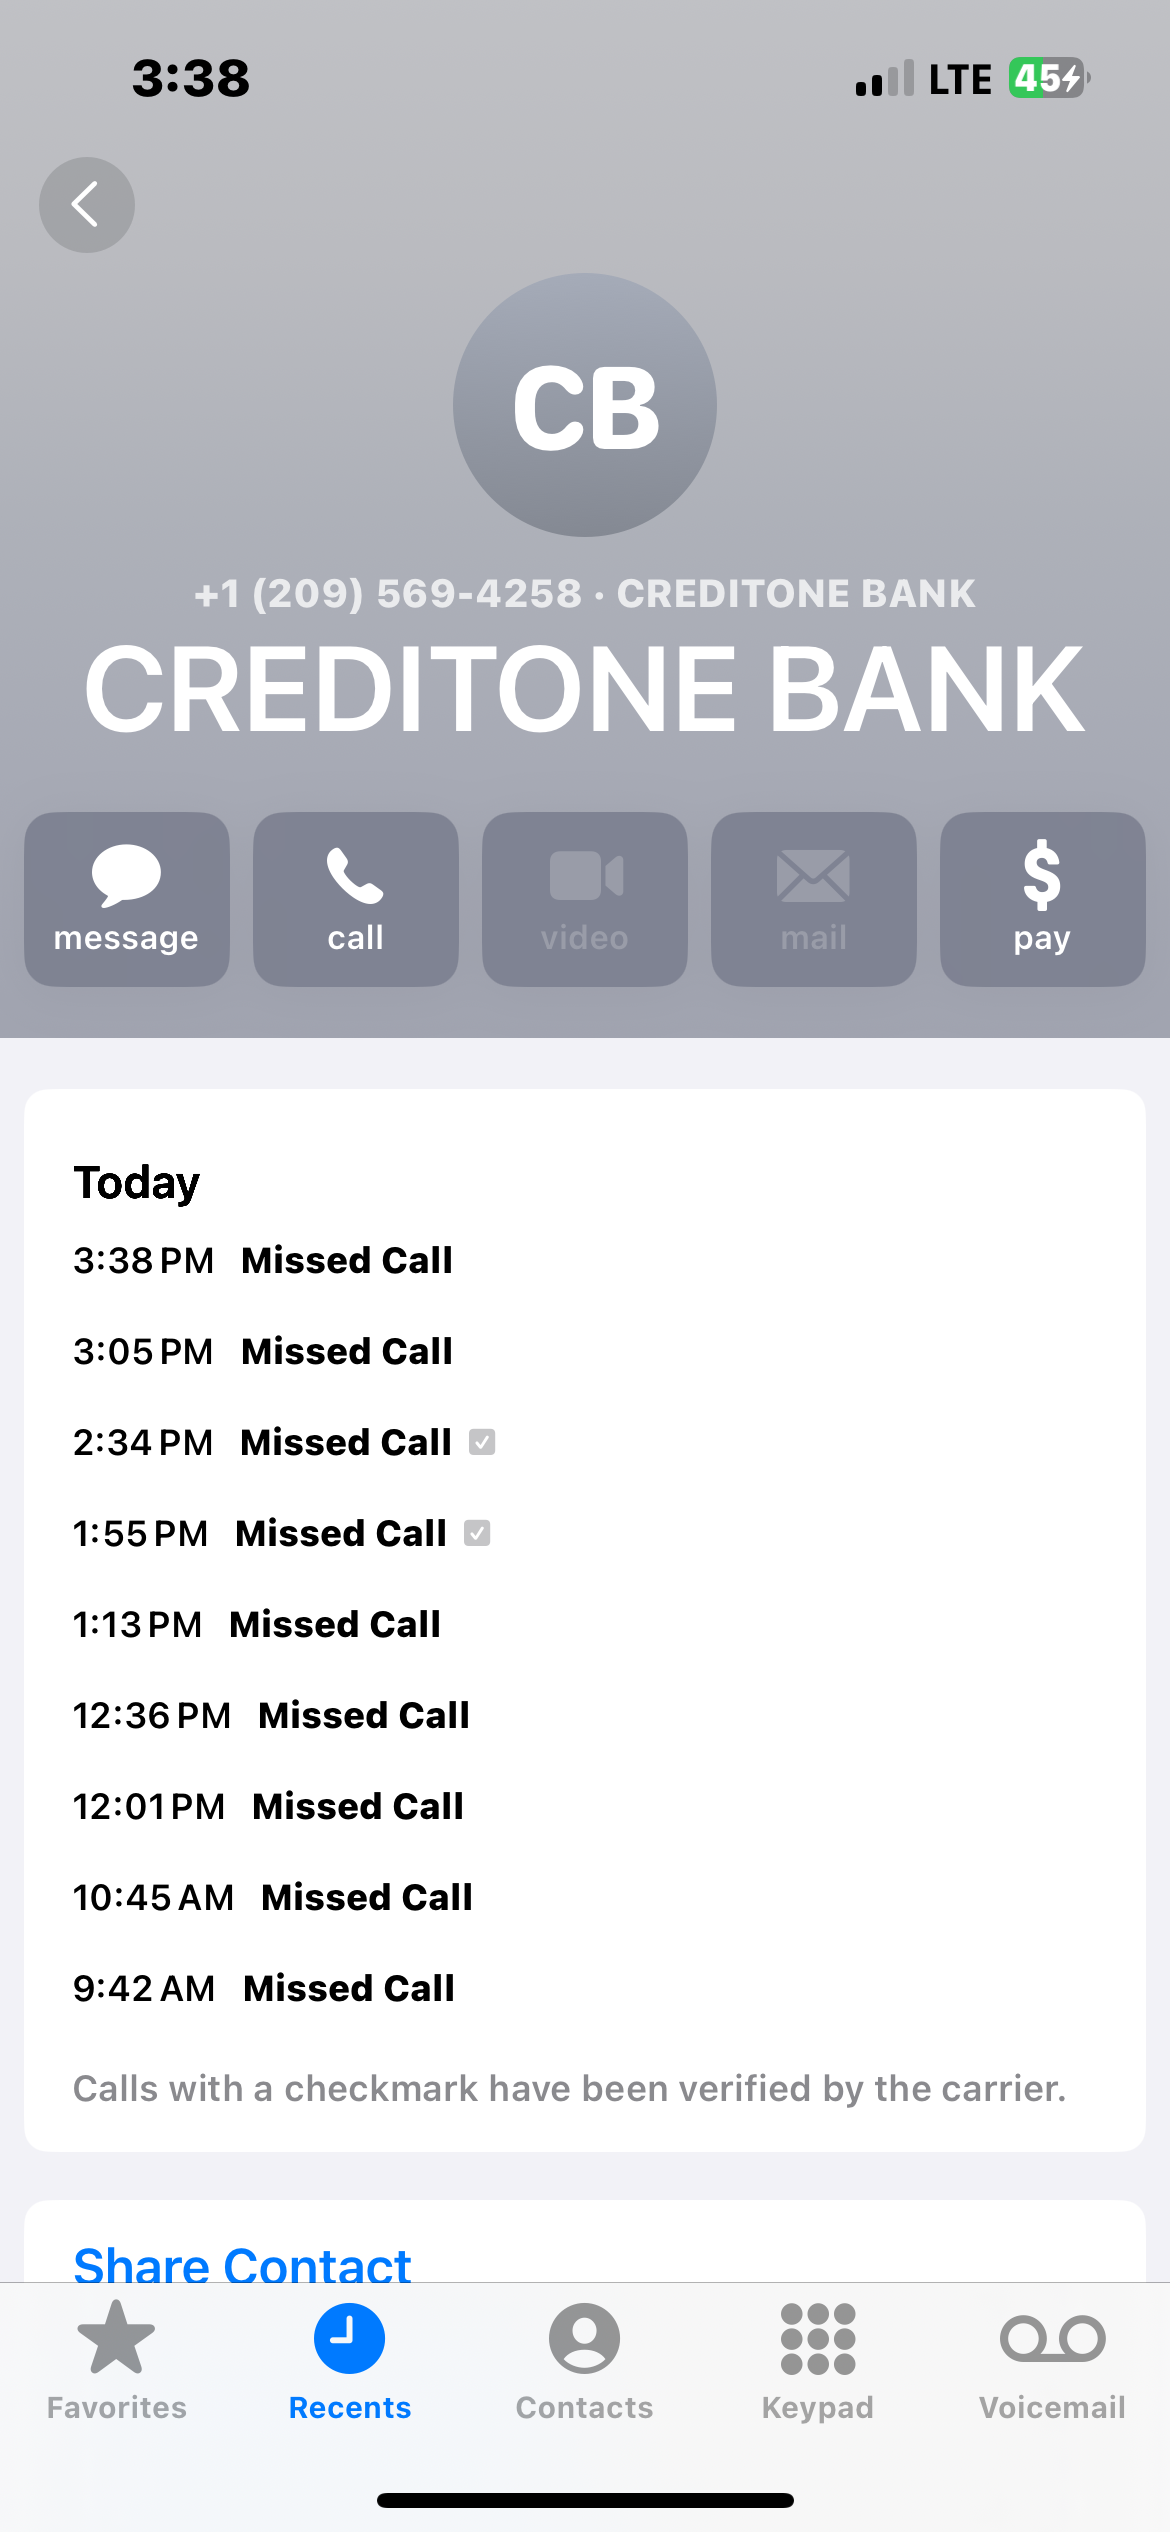 3:38
LTE 45
CB
+1 (209) 569-4258 · CREDITONE BANK
CREDITONE BANK
message call video mail $ pay
Today
3:38 PM Missed Call
3:05 PM Missed Call
2:34 PM Missed Call
1:55 PM Missed Call
1:13 PM Missed Call
12:36 PM Missed Call
12:01 PM Missed Call
10:45 AM Missed Call
9:42 AM Missed Call
Calls with a checkmark have been verified by the carrier.
Share Contact
Favorites Recents Contacts Keypad Voicemail